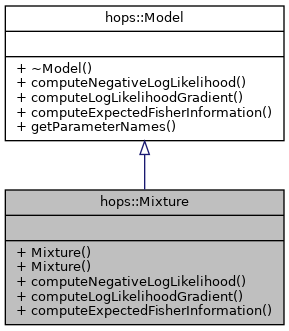 hops::Model
+ ~Model()
+ computeNegativeLogLikelihood()
+ computeLogLikelihoodGradient()
+ computeExpectedFisherInformation()
+ getParameterNames()
hops::Mixture
+ Mixture()
+ Mixture()
+ computeNegativeLogLikelihood()
+ computeLogLikelihoodGradient()
+ computeExpectedFisherInformation()